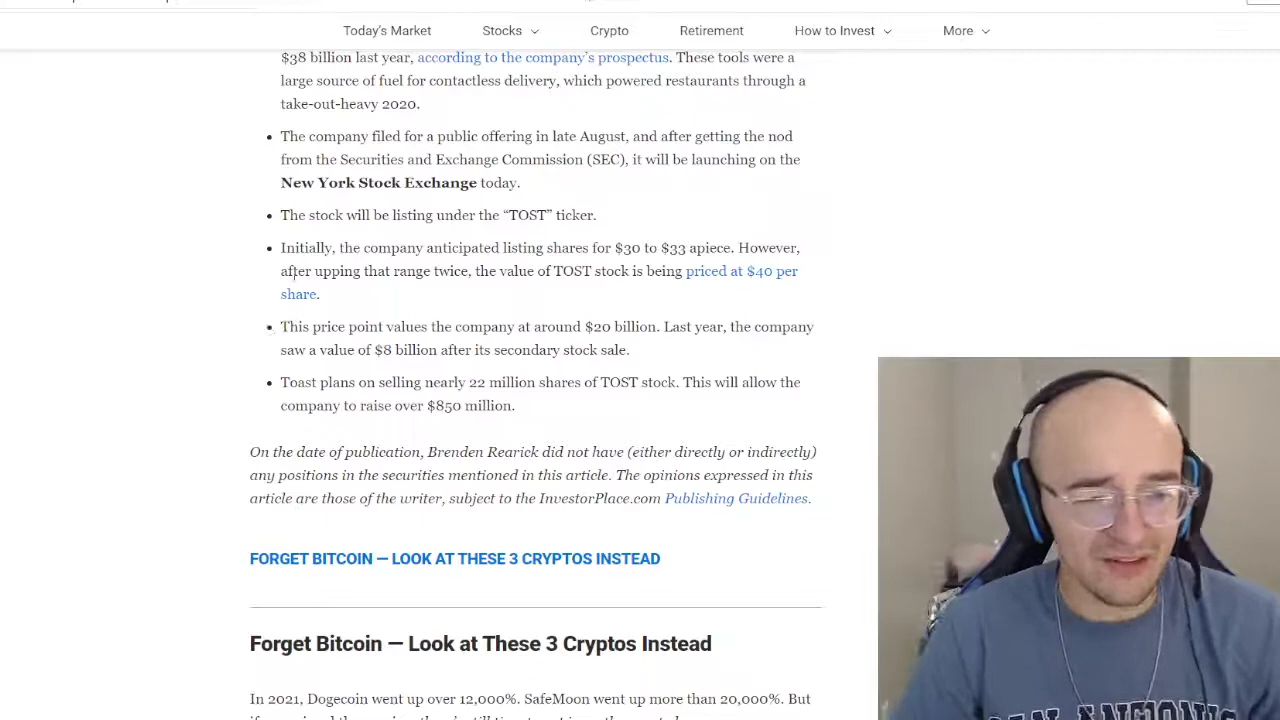 Today's Market Stocks Crypto Retirement How to Invest More
$38 billion last year, according to the company's prospectus. These tools were a
large source of fuel for contactless delivery, which powered restaurants through a
take-out-heavy 2020.
The company filed for a public offering in late August, and after getting the nod
from the Securities and Exchange Commission (SEC), it will be launching on the
New York Stock Exchange today.
The stock will be listing under the “TOST” ticker.
Initially, the company anticipated listing shares for $30 to $33 apiece. However,
after upping that range twice, the value of TOST stock is being priced at $40 per
share.
This price point values the company at around $20 billion. Last year, the company
saw a value of $8 billion after its secondary stock sale.
Toast plans on selling nearly 22 million shares of TOST stock. This will allow the
company to raise over $850 million.
On the date of publication, Brenden Rearick did not have (either directly or indirectly)
any positions in the securities mentioned in this article. The opinions expressed in this
article are those of the writer, subject to the InvestorPlace.com Publishing Guidelines.
FORGET BITCOIN — LOOK AT THESE 3 CRYPTOS INSTEAD
Forget Bitcoin — Look at These 3 Cryptos Instead
In 2021, Dogecoin went up over 12,000%. SafeMoon went up more than 20,000%. But
ANTONIO